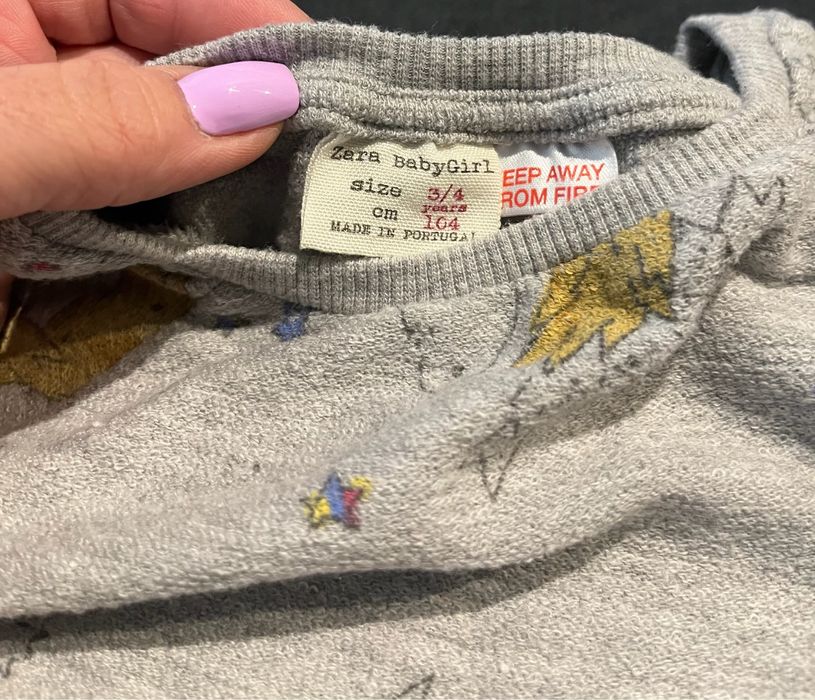 Zara BabyGirl
size 3/4
years
cm 104
MADE IN PORTUGAL
EEP AWAY
ROM FIRE